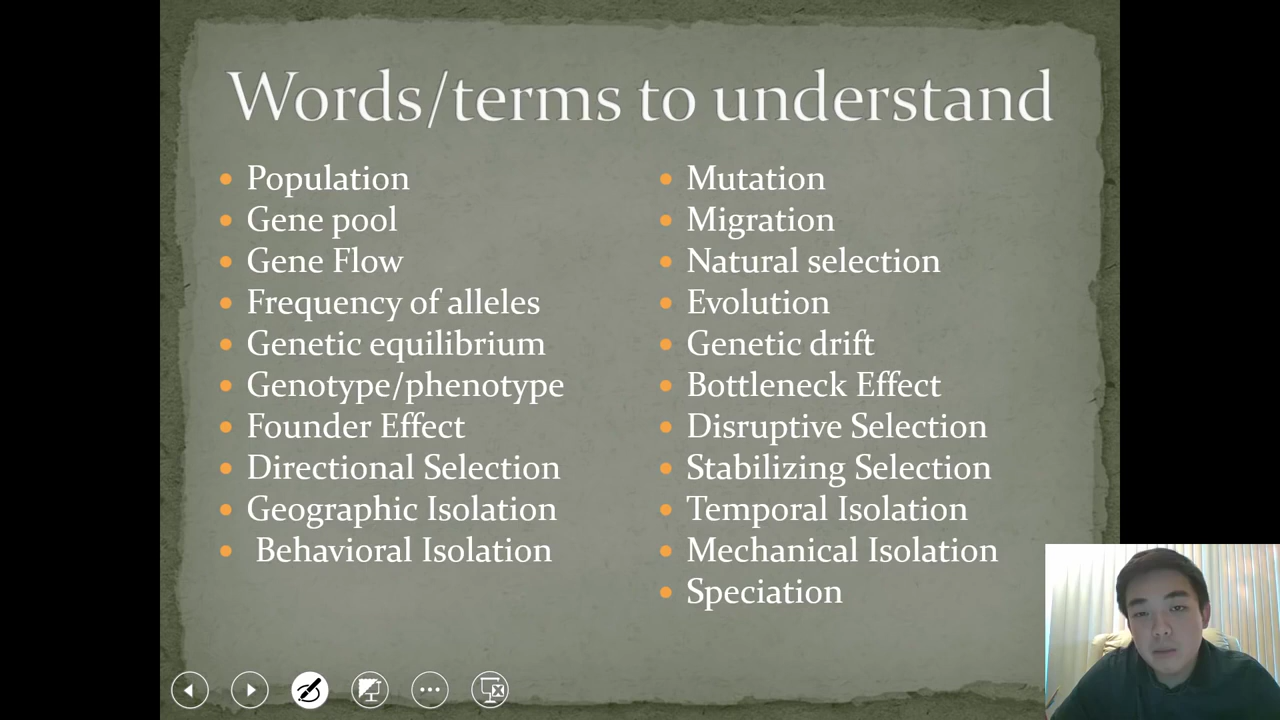 Words/terms to understand
Population
Gene pool
Gene Flow
Frequency of alleles
Genetic equilibrium
Genotype/phenotype
Founder Effect
Directional Selection
Geographic Isolation
Behavioral Isolation
Mutation
Migration
Natural selection
Evolution
Genetic drift
Bottleneck Effect
Disruptive Selection
Stabilizing Selection
Temporal Isolation
Mechanical Isolation
Speciation